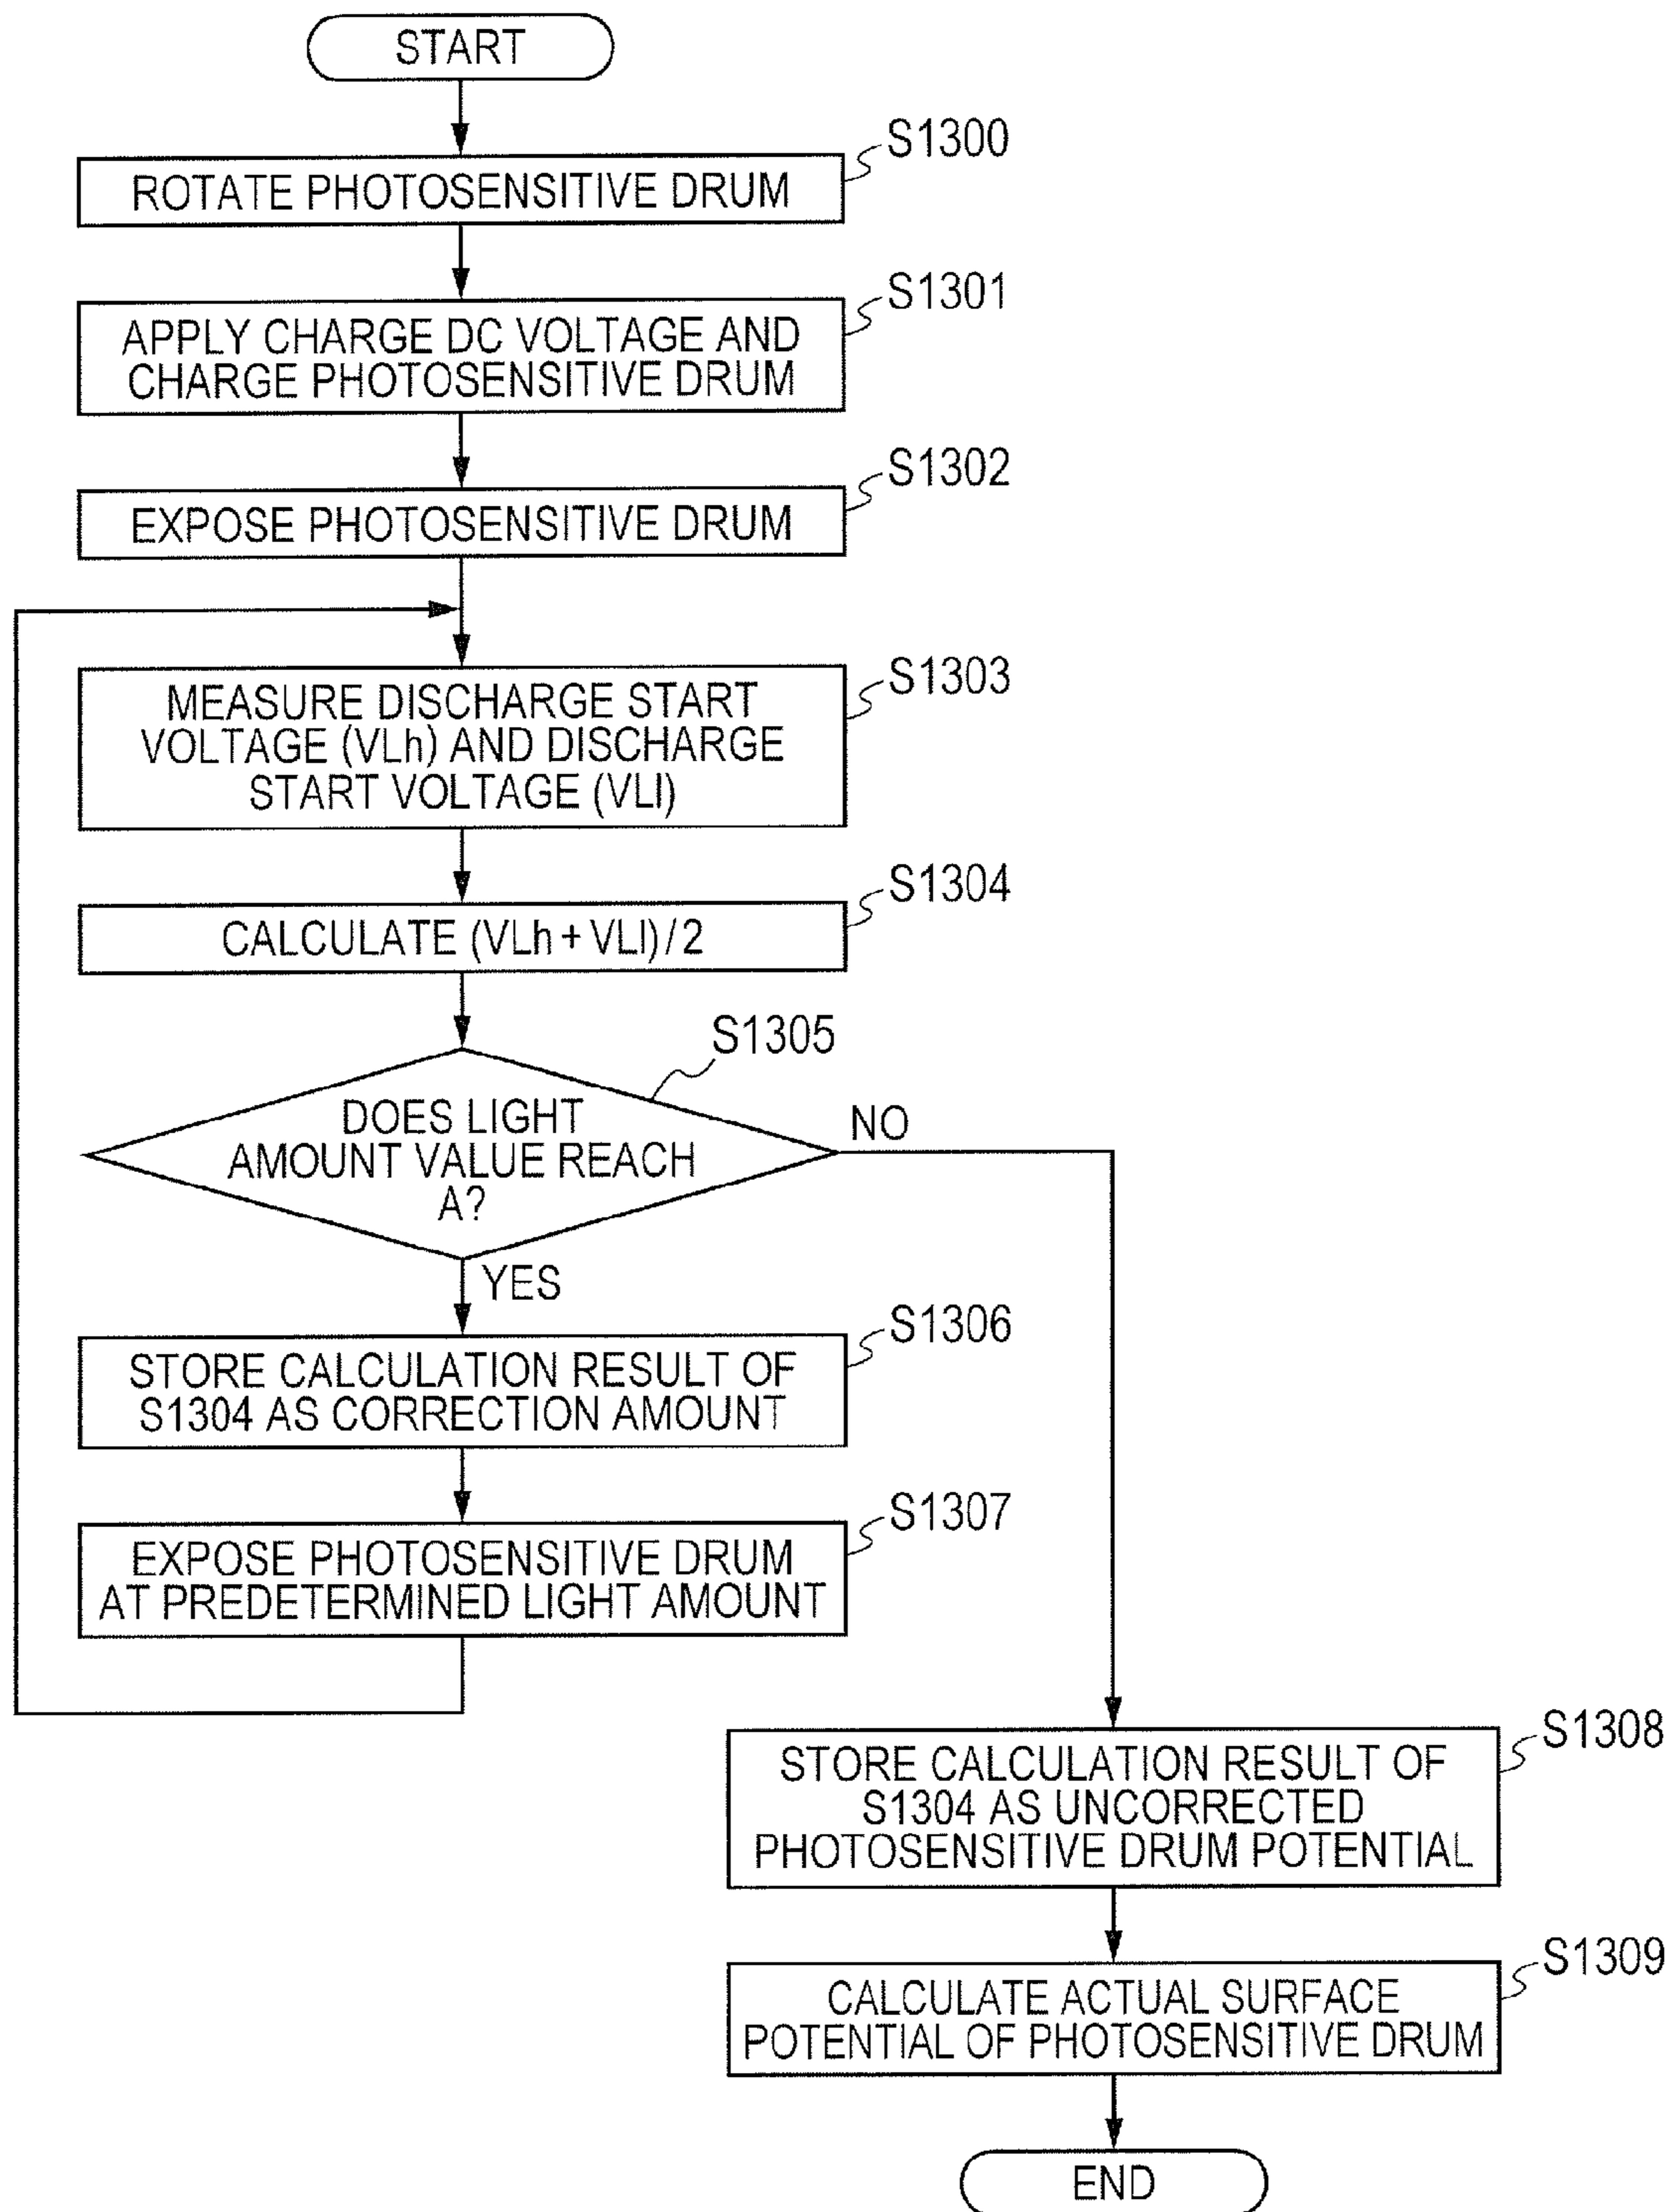 START
S1300
ROTATE PHOTOSENSITIVE DRUM
S1301
APPLY CHARGE DC VOLTAGE AND
CHARGE PHOTOSENSITIVE DRUM
S1302
EXPOSE PHOTOSENSITIVE DRUM
S1303
MEASURE DISCHARGE START
VOLTAGE (VLh) AND DISCHARGE
START VOLTAGE (VLl)
S1304
CALCULATE (VLh + VLl) / 2
S1305
DOES LIGHT
AMOUNT VALUE REACH
A?
NO
YES
S1306
STORE CALCULATION RESULT OF
S1304 AS CORRECTION AMOUNT
S1307
EXPOSE PHOTOSENSITIVE DRUM
AT PREDETERMINED LIGHT AMOUNT
S1308
STORE CALCULATION RESULT OF
S1304 AS UNCORRECTED
PHOTOSENSITIVE DRUM POTENTIAL
S1309
CALCULATE ACTUAL SURFACE
POTENTIAL OF PHOTOSENSITIVE DRUM
END